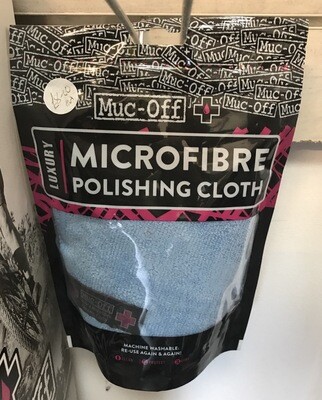 Muc-Off
LUXURY
MICROFIBRE
POLISHING CLOTH
MACHINE WASHABLE.
RE-USE AGAIN & AGAIN!